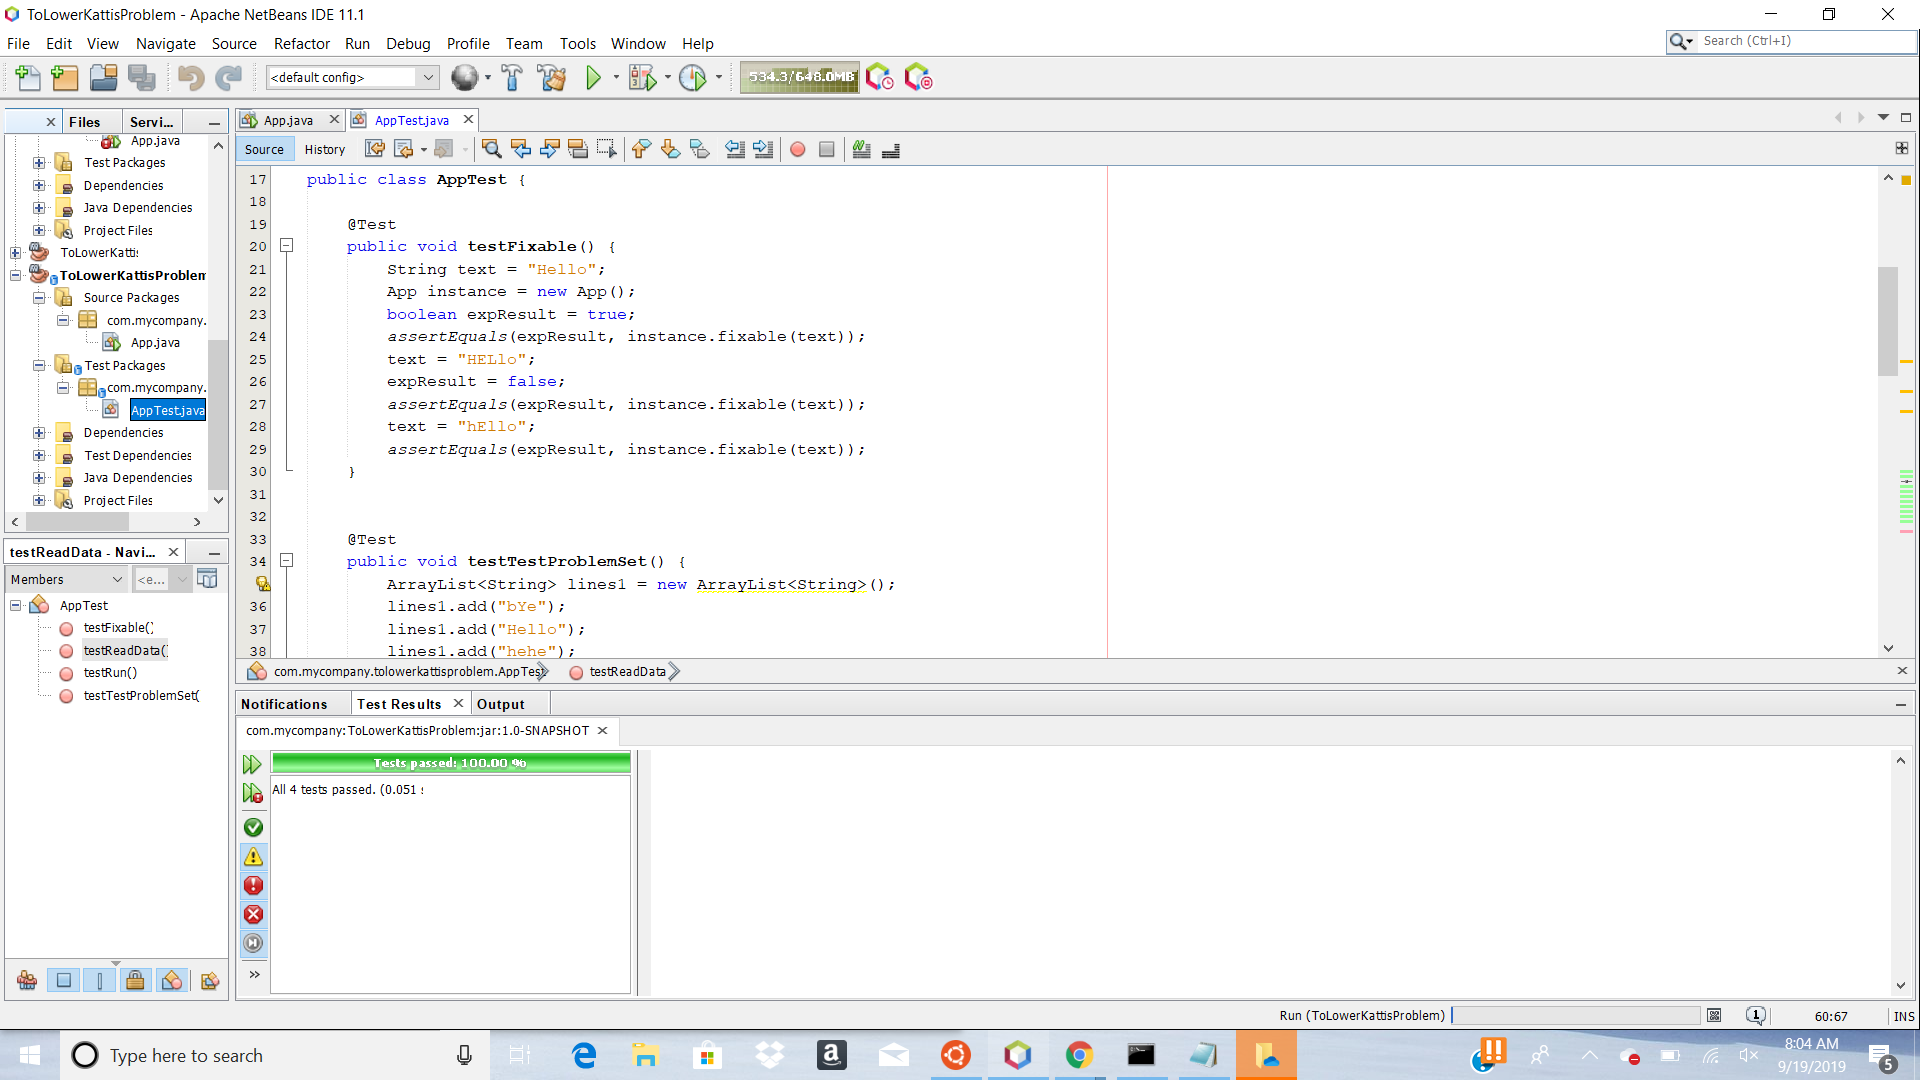 ToLowerKattisProblem - Apache NetBeans IDE 11.1
File Edit View Navigate Source Refactor Run Debug Profile Team Tools Window Help
Search (Ctrl+I)
<default config>
534.3/648.0MB
Files Servi...
App.java
Test Packages
Dependencies
Java Dependencies
Project Files
ToLowerKattis
ToLowerKattisProblem
Source Packages
com.mycompany.
App.java
Test Packages
com.mycompany.
AppTest.java
Dependencies
Test Dependencies
Java Dependencies
Project Files
testReadData - Navi...
Members <e...
AppTest
testFixable()
testReadData()
testRun()
testTestProblemSet(
App.java AppTest.java
Source History
17 public class AppTest {
18
19 @Test
20 public void testFixable() {
21 String text = "Hello";
22 App instance = new App();
23 boolean expResult = true;
24 assertEquals(expResult, instance.fixable(text));
25 text = "HELlo";
26 expResult = false;
27 assertEquals(expResult, instance.fixable(text));
28 text = "hEllo";
29 assertEquals(expResult, instance.fixable(text));
30 }
31
32
33 @Test
34 public void testTestProblemSet() {
ArrayList<String> lines1 = new ArrayList<String>();
36 lines1.add("bYe");
37 lines1.add("Hello");
38 lines1.add("hehe");
com.mycompany.tolowerkattisproblem.AppTest testReadData
Notifications Test Results Output
com.mycompany:ToLowerKattisProblem:jar:1.0-SNAPSHOT
Tests passed: 100.00 %
All 4 tests passed. (0.051 s
Run (ToLowerKattisProblem) 1 60:67 INS
Type here to search
8:04 AM
9/19/2019
5